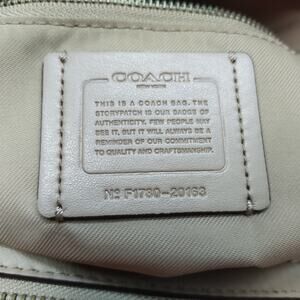 COACH
NEW YORK
THIS IS A COACH BAG. THE
STORYPATCH IS OUR BADGE OF
AUTHENTICITY. FEW PEOPLE MAY
SEE IT, BUT IT WILL ALWAYS BE A
REMINDER OF OUR COMMITMENT
TO QUALITY AND CRAFTSMANSHIP.
Nº F1780-20163